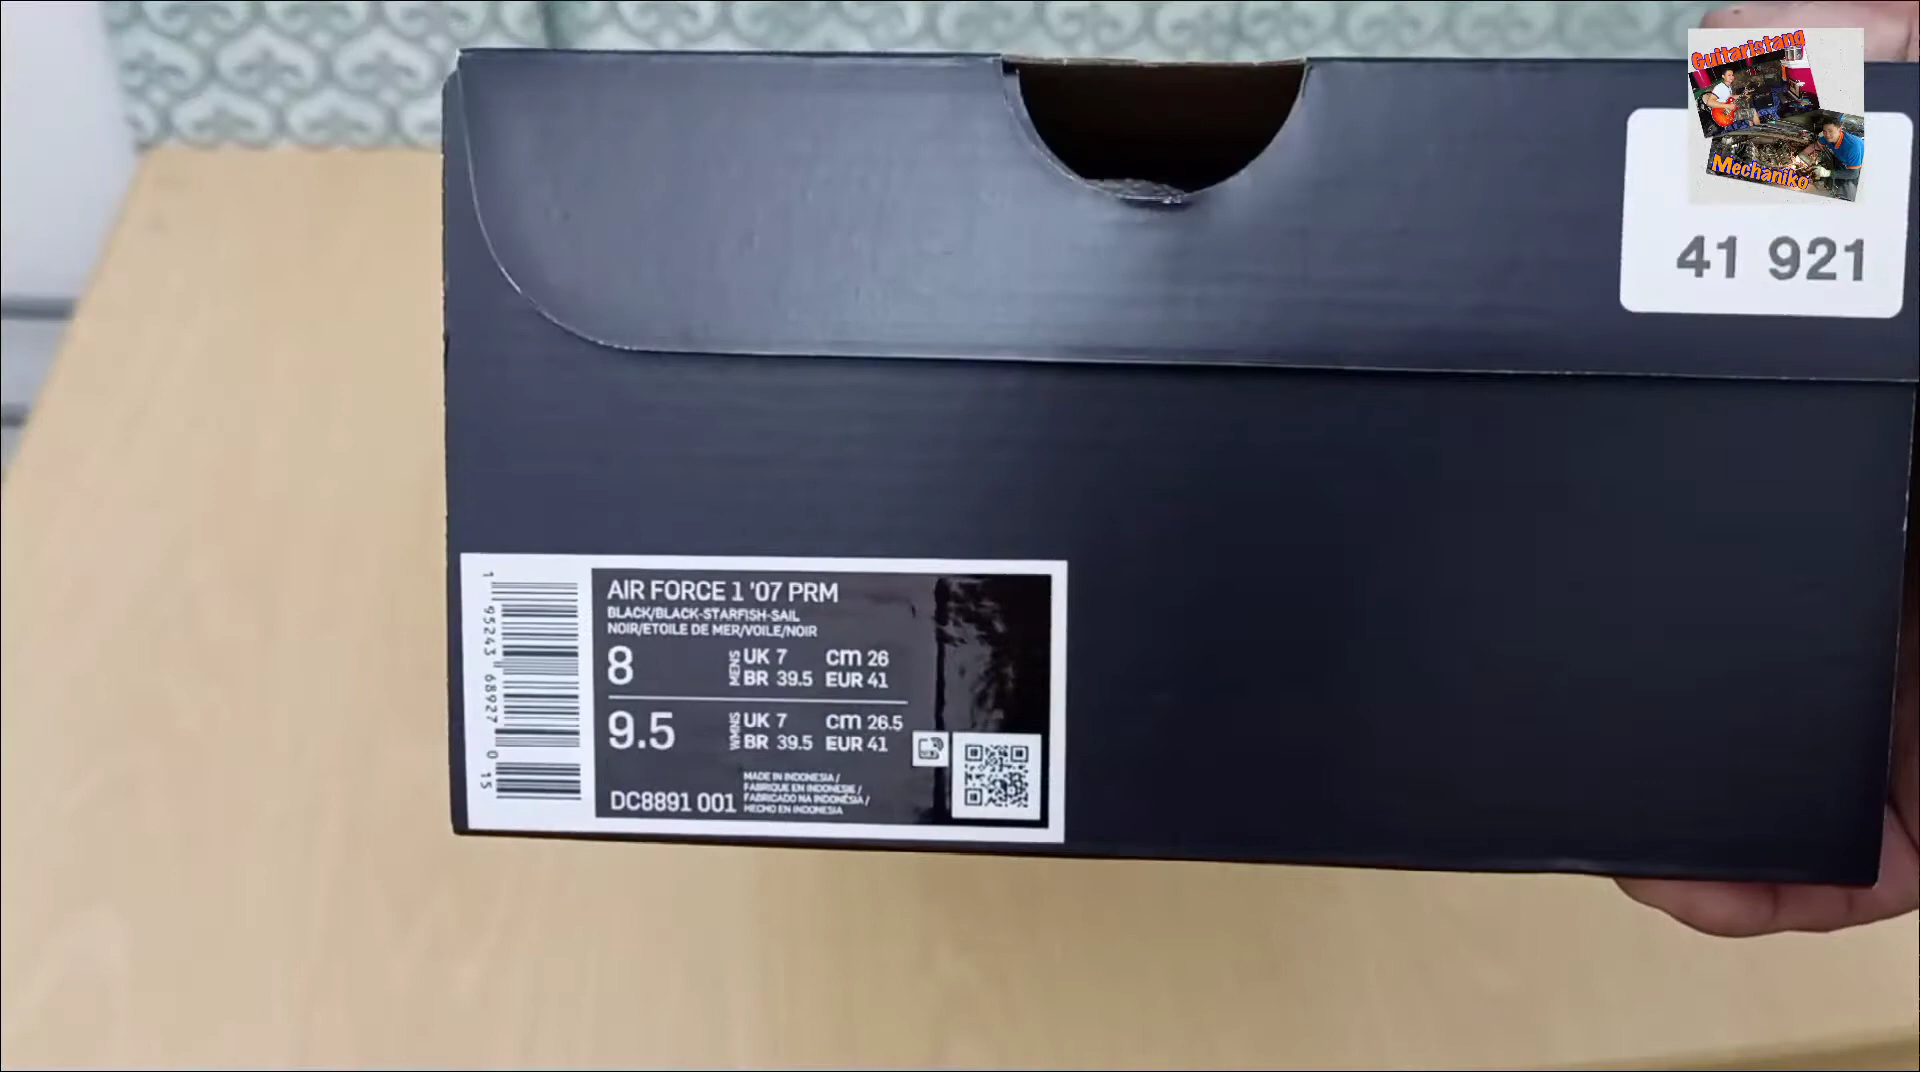 Guitaristang
Mechaniko
41 921
AIR FORCE 1 '07 PRM
BLACK/BLACK-STARFISH-SAIL
NOIR/ETOILE DE MER/VOILE/NOIR
8 MENS UK 7 cm 26
BR 39.5 EUR 41
9.5 WMNS UK 7 cm 26.5
BR 39.5 EUR 41
DC8891 001
MADE IN INDONESIA /
FABRIQUE EN INDONESIE /
FABRICADO NA INDONÉSIA /
HECHO EN INDONESIA
1 95243 68927 0 15